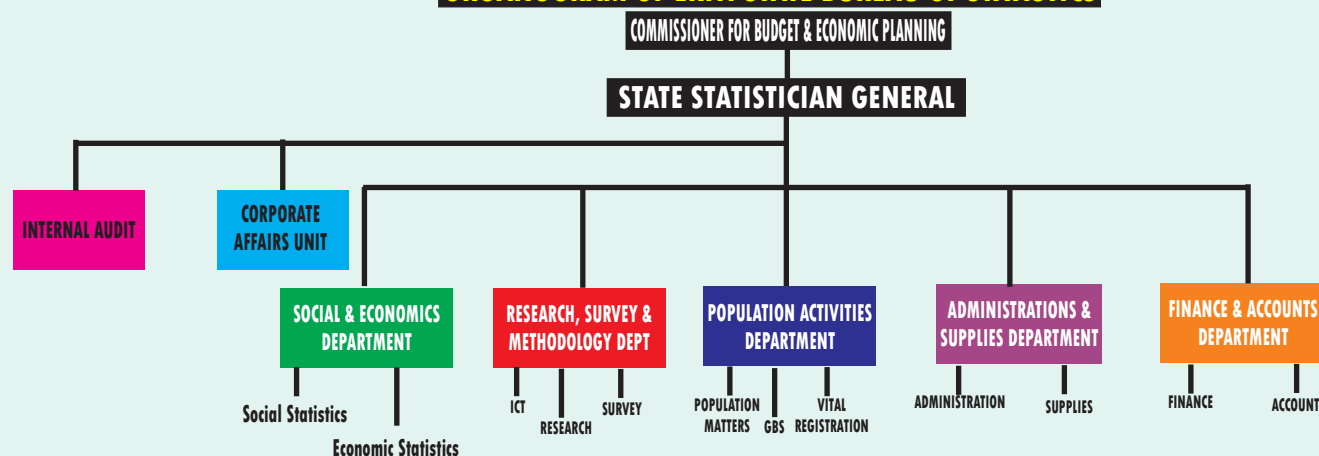 COMMISSIONER FOR BUDGET & ECONOMIC PLANNING
STATE STATISTICIAN GENERAL
INTERNAL AUDIT
CORPORATE
AFFAIRS UNIT
SOCIAL & ECONOMICS
DEPARTMENT
RESEARCH, SURVEY &
METHODOLOGY DEPT
POPULATION ACTIVITIES
DEPARTMENT
ADMINISTRATIONS &
SUPPLIES DEPARTMENT
FINANCE & ACCOUNTS
DEPARTMENT
Social Statistics
Economic Statistics
ICT
RESEARCH
SURVEY
POPULATION
MATTERS
GBS
VITAL
REGISTRATION
ADMINISTRATION
SUPPLIES
FINANCE
ACCOUNT